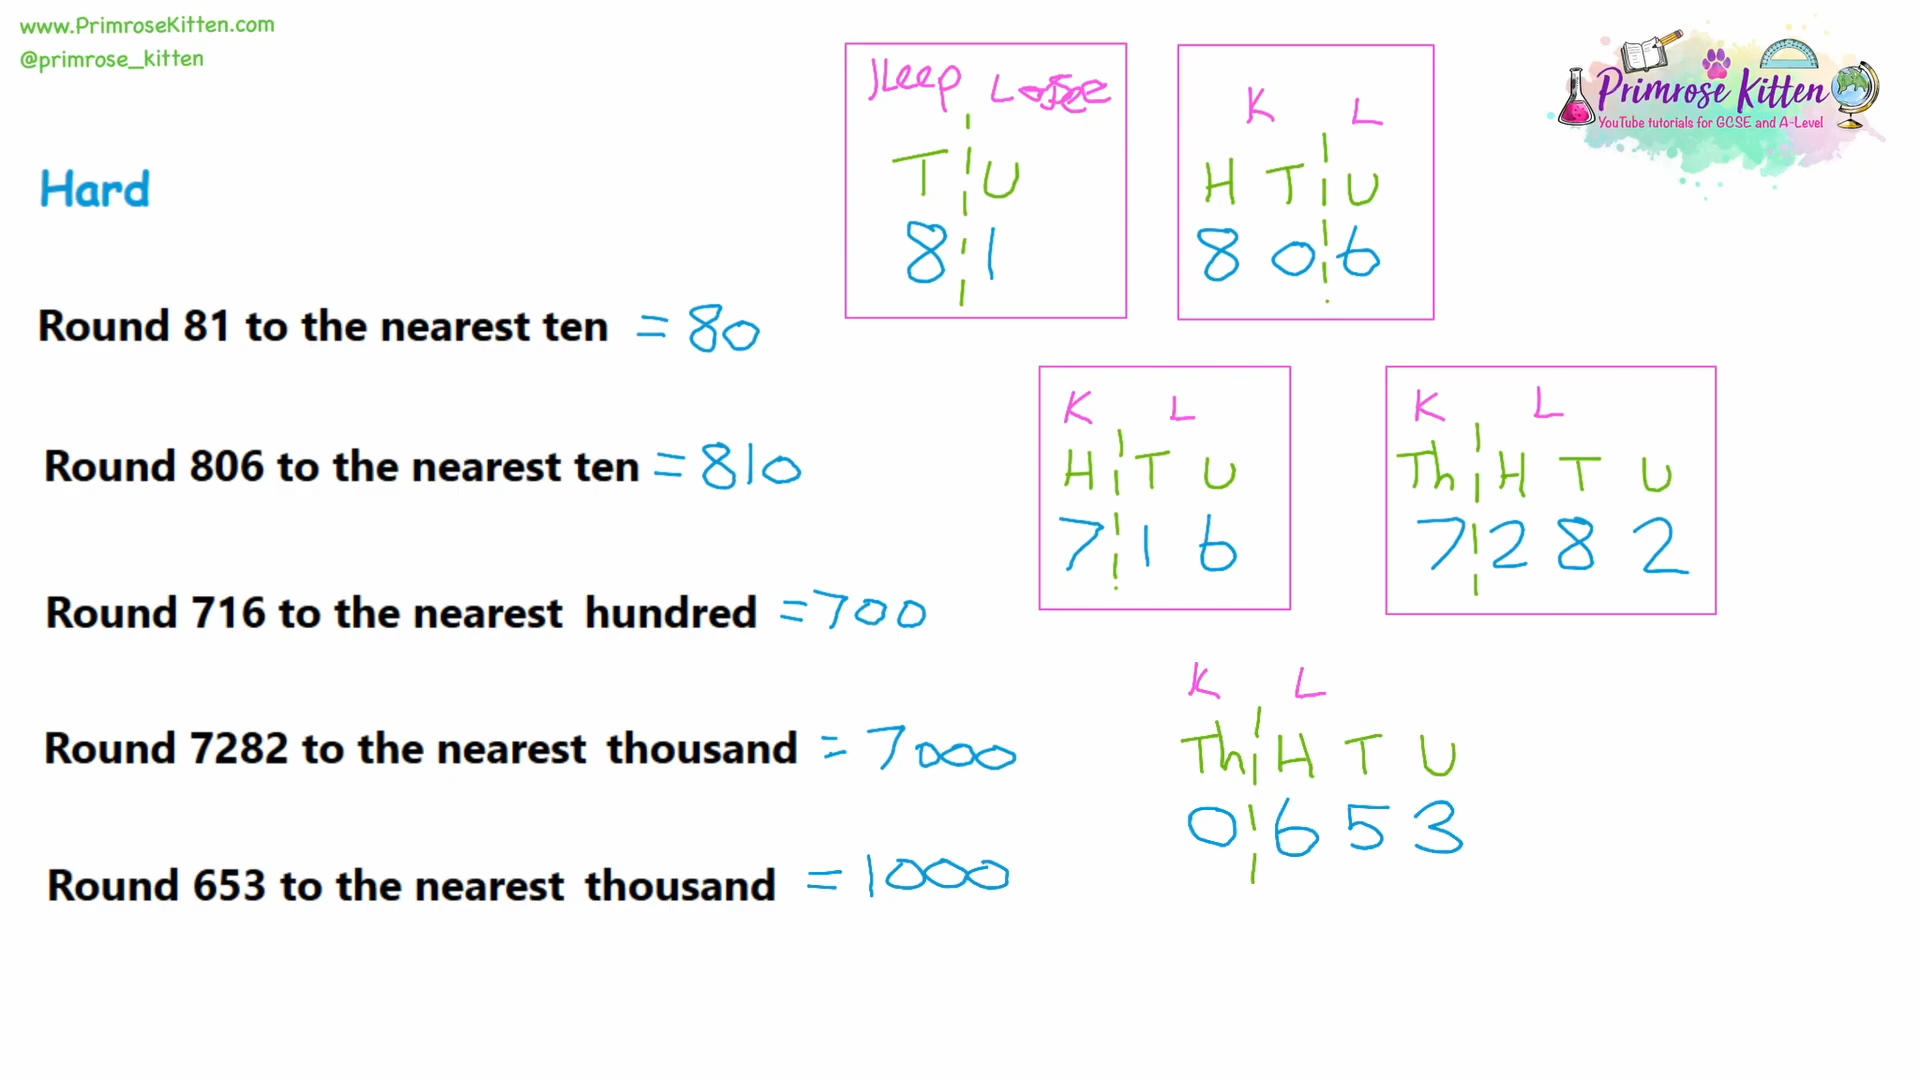 www.PrimroseKitten.com
@primrose_kitten
Primrose Kitten
YouTube tutorials for GCSE and A-Level
Hard
L
T U
8 1
K L
H T U
8 0 6
Round 81 to the nearest ten = 80
Round 806 to the nearest ten = 810
K L
H T U
7 1 6
K L
Th H T U
7 2 8 2
Round 716 to the nearest hundred = 700
Round 7282 to the nearest thousand = 7000
K L
Th H T U
0 6 5 3
Round 653 to the nearest thousand = 1000